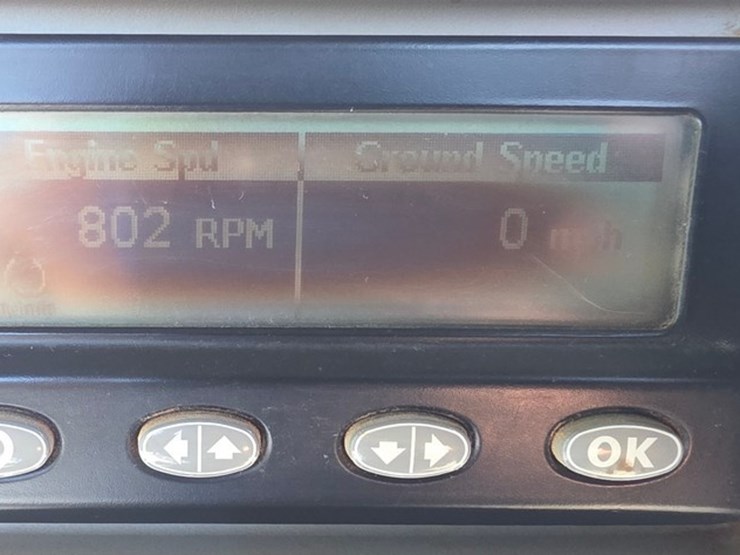 Engine Spd
Ground Speed
802 RPM
0 mph
OK